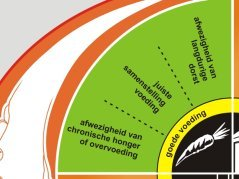 afwezigheid van
langdurige
dorst
juiste
samenstelling
voeding
afwezigheid van
chronische honger
of overvoeding
goede voeding